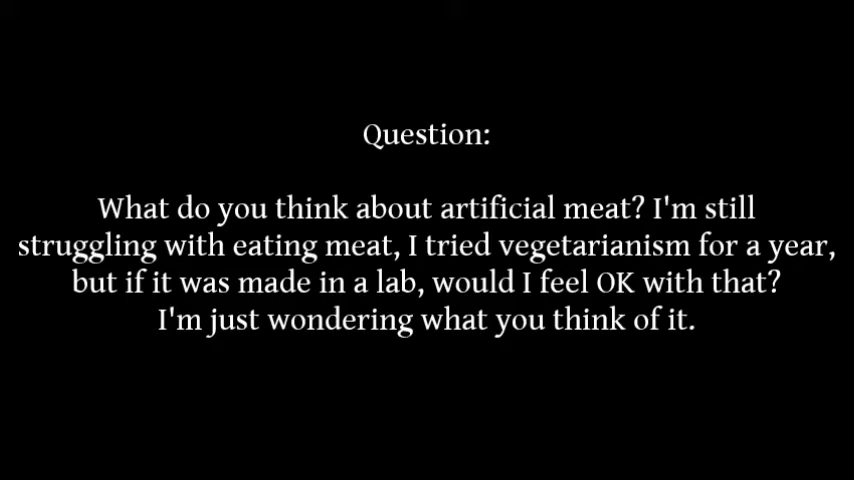 Question:
What do you think about artificial meat? I'm still
struggling with eating meat, I tried vegetarianism for a year,
but if it was made in a lab, would I feel OK with that?
I'm just wondering what you think of it.